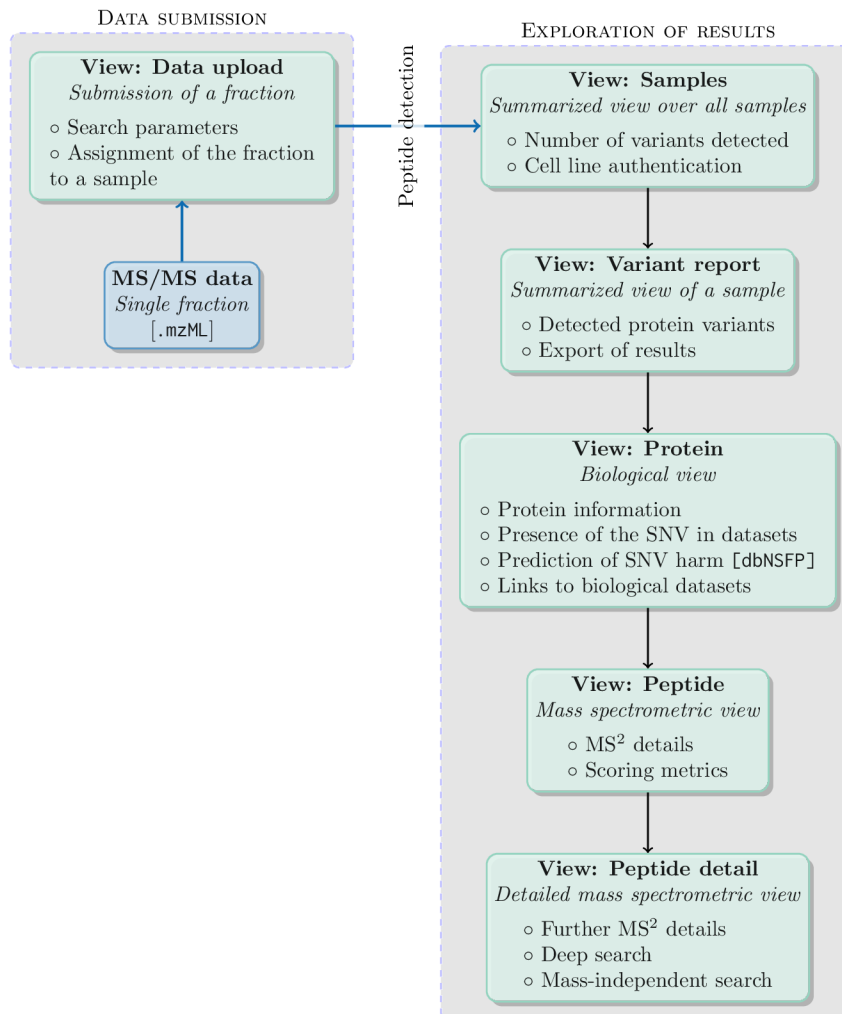 DATA SUBMISSION
View: Data upload
Submission of a fraction
○ Search parameters
○ Assignment of the fraction
to a sample
MS/MS data
Single fraction
[.mzML]
Peptide detection
EXPLORATION OF RESULTS
View: Samples
Summarized view over all samples
○ Number of variants detected
○ Cell line authentication
View: Variant report
Summarized view of a sample
○ Detected protein variants
○ Export of results
View: Protein
Biological view
○ Protein information
○ Presence of the SNV in datasets
○ Prediction of SNV harm [dbNSFP]
○ Links to biological datasets
View: Peptide
Mass spectrometric view
○ MS² details
○ Scoring metrics
View: Peptide detail
Detailed mass spectrometric view
○ Further MS² details
○ Deep search
○ Mass-independent search